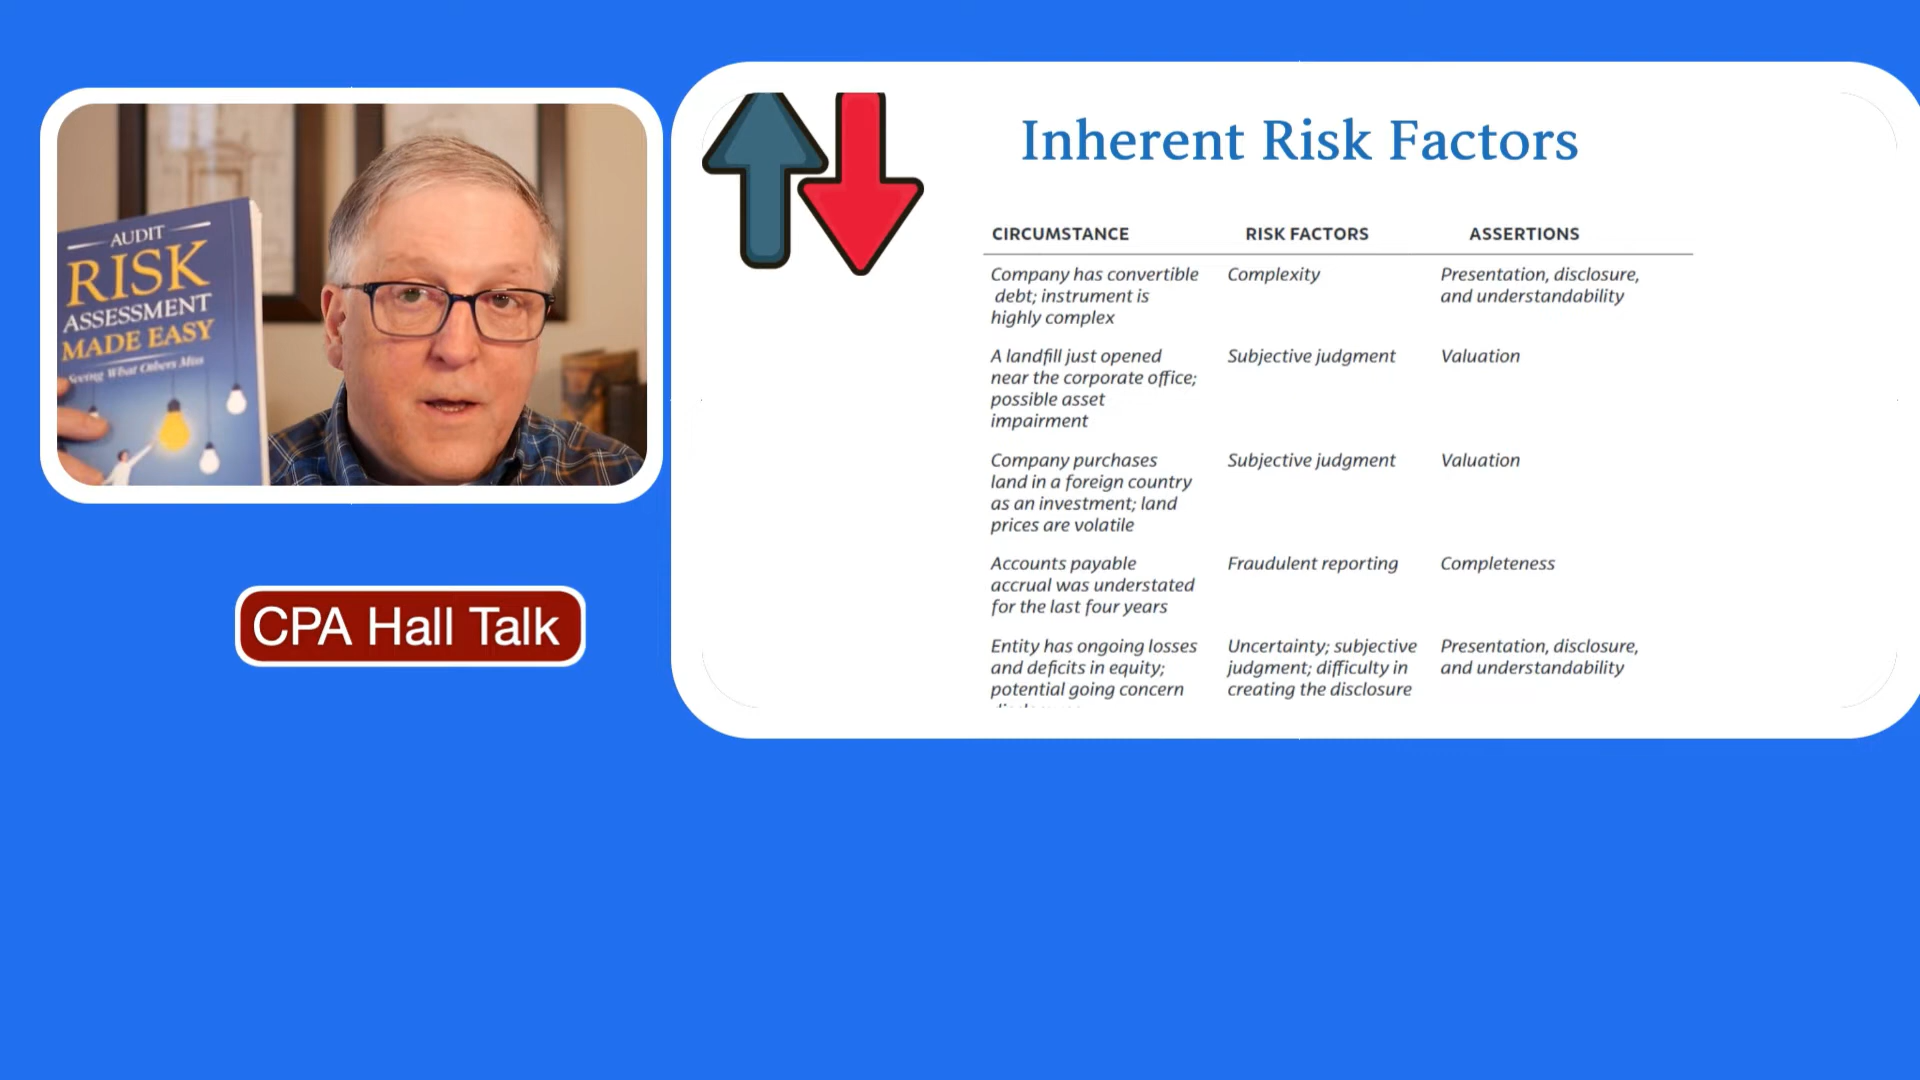 AUDIT
RISK
ASSESSMENT
MADE EASY
Seeing What Others Miss
CPA Hall Talk
Inherent Risk Factors
CIRCUMSTANCE RISK FACTORS ASSERTIONS
Company has convertible Complexity Presentation, disclosure,
debt; instrument is and understandability
highly complex
A landfill just opened Subjective judgment Valuation
near the corporate office;
possible asset
impairment
Company purchases Subjective judgment Valuation
land in a foreign country
as an investment; land
prices are volatile
Accounts payable Fraudulent reporting Completeness
accrual was understated
for the last four years
Entity has ongoing losses Uncertainty; subjective Presentation, disclosure,
and deficits in equity; judgment; difficulty in and understandability
potential going concern creating the disclosure